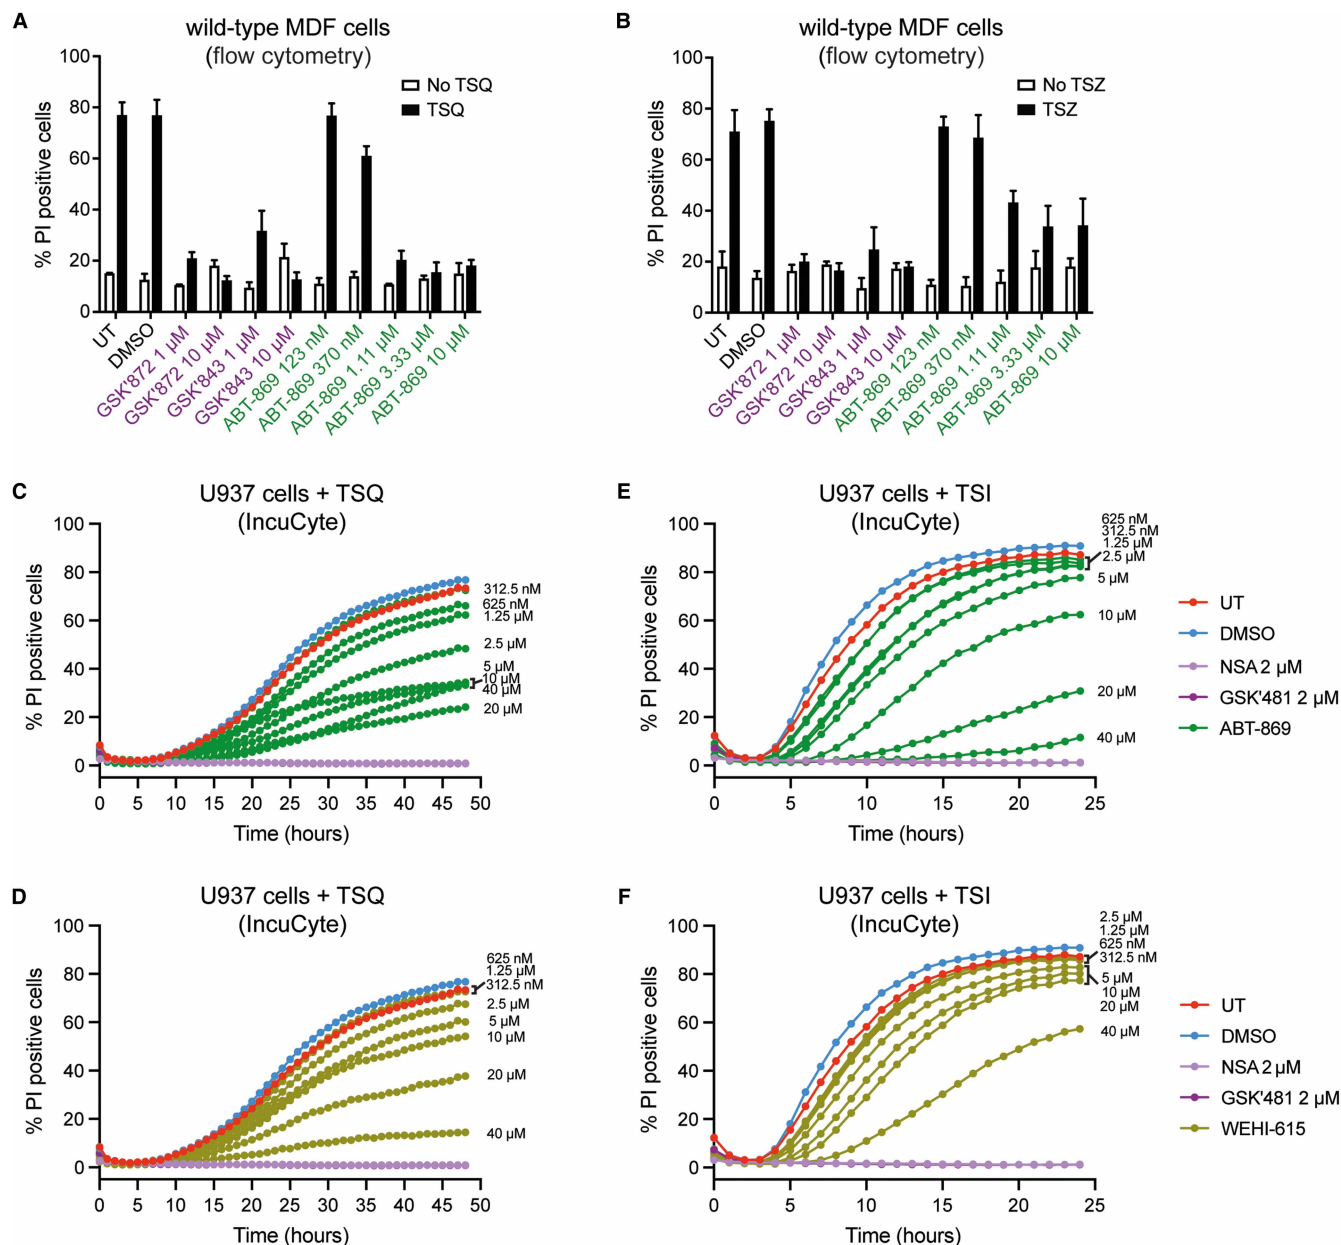 A
wild-type MDF cells
(flow cytometry)
100
80
60
40
20
0
% PI positive cells
No TSQ
TSQ
UT
DMSO
GSK'872 1 µM
GSK'872 10 µM
GSK'843 1 µM
GSK'843 10 µM
ABT-869 123 nM
ABT-869 370 nM
ABT-869 1.11 µM
ABT-869 3.33 µM
ABT-869 10 µM
B
wild-type MDF cells
(flow cytometry)
100
80
60
40
20
0
% PI positive cells
No TSZ
TSZ
UT
DMSO
GSK'872 1 µM
GSK'872 10 µM
GSK'843 1 µM
GSK'843 10 µM
ABT-869 123 nM
ABT-869 370 nM
ABT-869 1.11 µM
ABT-869 3.33 µM
ABT-869 10 µM
C
U937 cells + TSQ
(IncuCyte)
100
80
60
40
20
0
% PI positive cells
312.5 nM
625 nM
1.25 µM
2.5 µM
5 µM
10 µM
40 µM
20 µM
0 5 10 15 20 25 30 35 40 45 50
Time (hours)
E
U937 cells + TSI
(IncuCyte)
100
80
60
40
20
0
% PI positive cells
625 nM
312.5 nM
1.25 µM
2.5 µM
5 µM
10 µM
20 µM
40 µM
0 5 10 15 20 25
Time (hours)
UT
DMSO
NSA 2 µM
GSK'481 2 µM
ABT-869
D
U937 cells + TSQ
(IncuCyte)
100
80
60
40
20
0
% PI positive cells
625 nM
1.25 µM
312.5 nM
2.5 µM
5 µM
10 µM
20 µM
40 µM
0 5 10 15 20 25 30 35 40 45 50
Time (hours)
F
U937 cells + TSI
(IncuCyte)
100
80
60
40
20
0
% PI positive cells
2.5 µM
1.25 µM
625 nM
312.5 nM
5 µM
10 µM
20 µM
40 µM
0 5 10 15 20 25
Time (hours)
UT
DMSO
NSA 2 µM
GSK'481 2 µM
WEHI-615